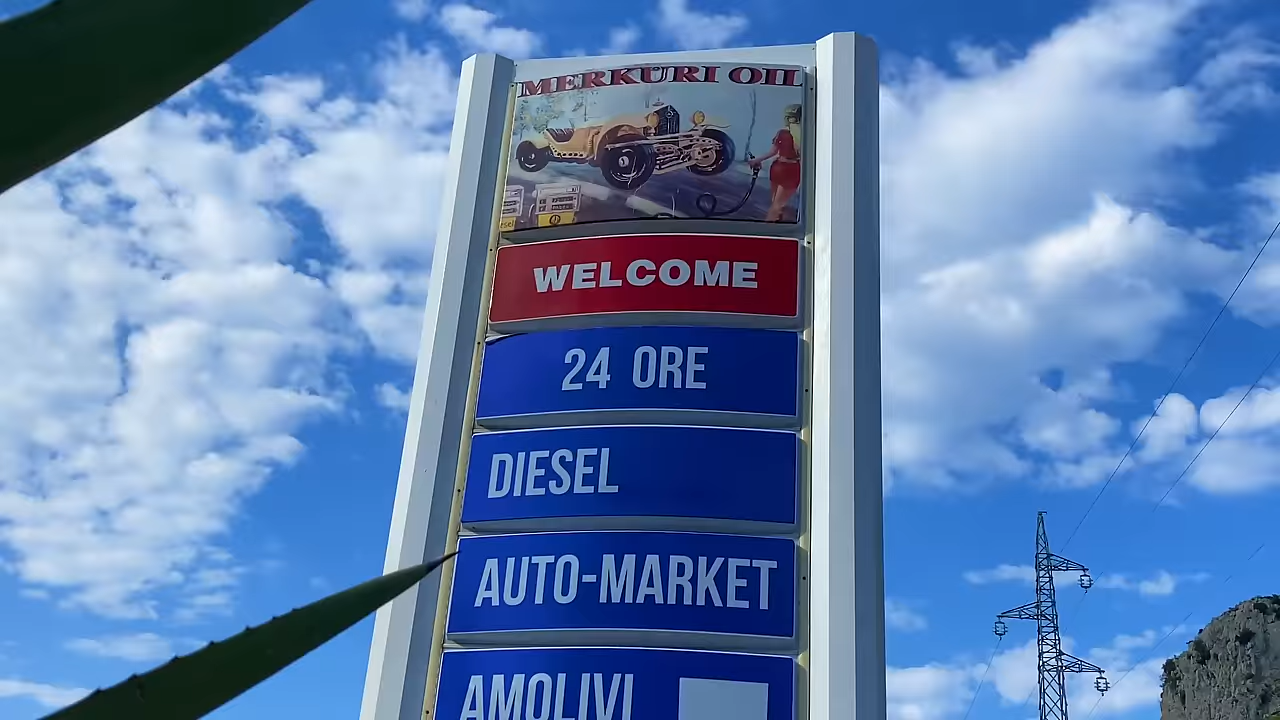 MERKURI OIL
WELCOME
24 ORE
DIESEL
AUTO-MARKET
AMOLIVI